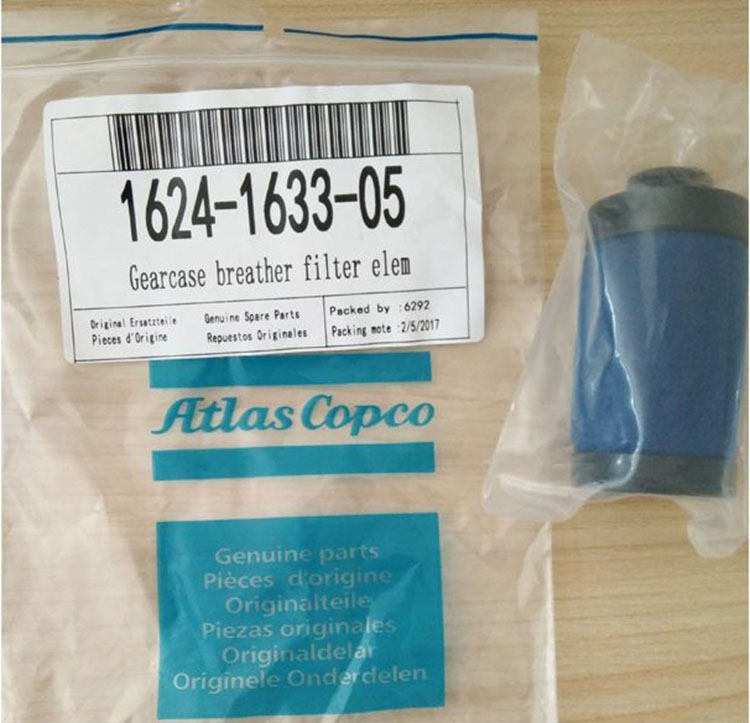 1624-1633-05
Gearcase breather filter elem
Original Ersatzteile Genuine Spare Parts
Pieces d'Origine Repuestos Originales
Packed by :6292
Packing mote :2/5/2017
Atlas Copco
Genuine parts
Pièces d'origine
Originalteile
Piezas originales
Originaldelar
Originele Onderdelen